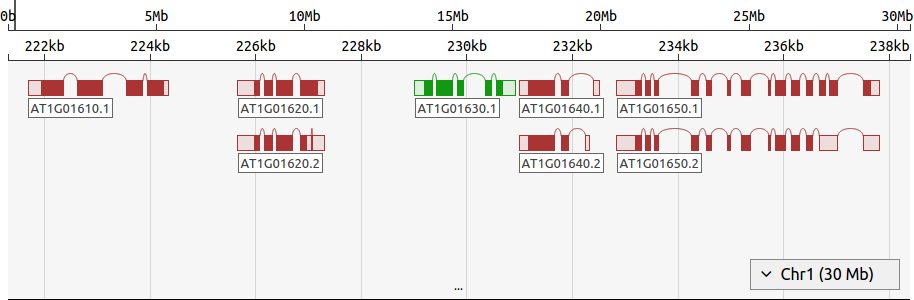 0b 5Mb 10Mb 15Mb 20Mb 25Mb 30Mb
222kb 224kb 226kb 228kb 230kb 232kb 234kb 236kb 238kb
AT1G01610.1 AT1G01620.1 AT1G01630.1 AT1G01640.1 AT1G01650.1
AT1G01620.2 AT1G01640.2 AT1G01650.2
Chr1 (30 Mb)
...